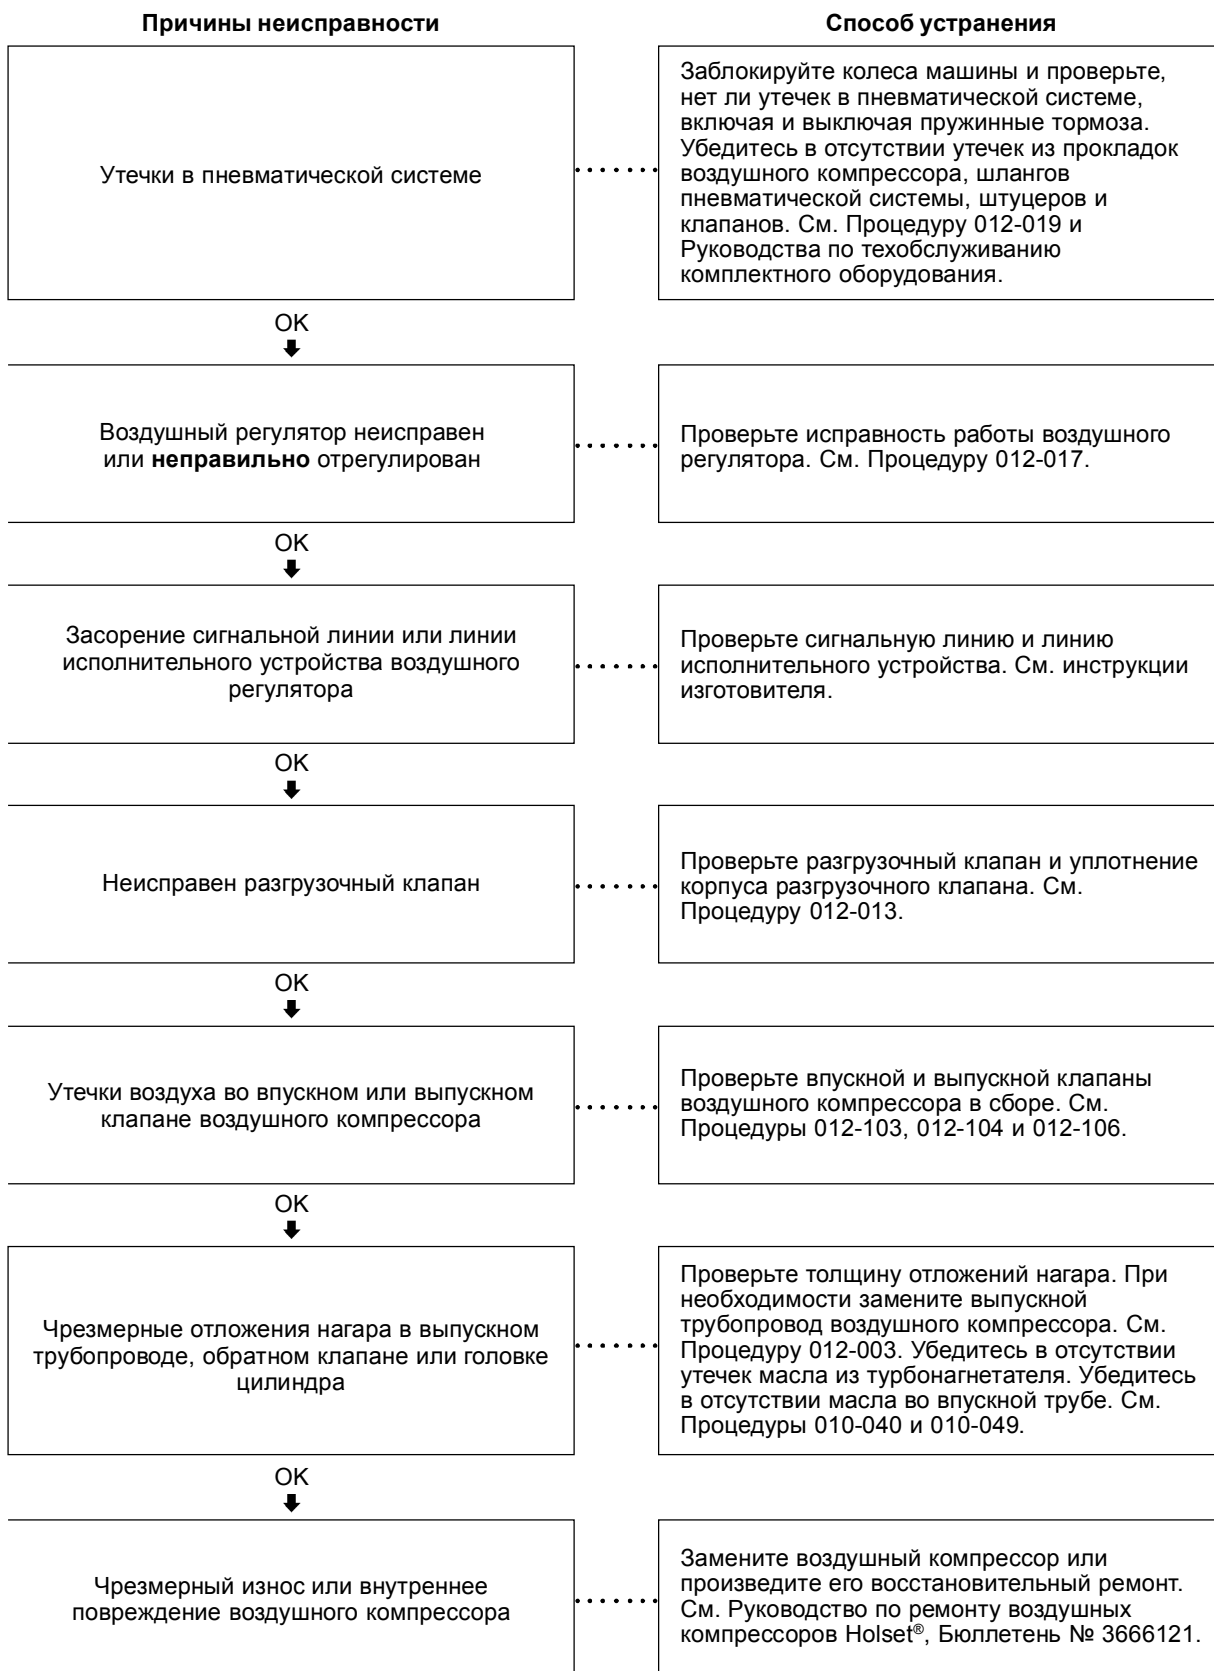 Причины неисправности
Способ устранения
Утечки в пневматической системе
Заблокируйте колеса машины и проверьте,
нет ли утечек в пневматической системе,
включая и выключая пружинные тормоза.
Убедитесь в отсутствии утечек из прокладок
воздушного компрессора, шлангов
пневматической системы, штуцеров и
клапанов. См. Процедуру 012-019 и
Руководства по техобслуживанию
комплектного оборудования.
OK
Воздушный регулятор неисправен
или неправильно отрегулирован
Проверьте исправность работы воздушного
регулятора. См. Процедуру 012-017.
OK
Засорение сигнальной линии или линии
исполнительного устройства воздушного
регулятора
Проверьте сигнальную линию и линию
исполнительного устройства. См. инструкции
изготовителя.
OK
Неисправен разгрузочный клапан
Проверьте разгрузочный клапан и уплотнение
корпуса разгрузочного клапана. См.
Процедуру 012-013.
OK
Утечки воздуха во впускном или выпускном
клапане воздушного компрессора
Проверьте впускной и выпускной клапаны
воздушного компрессора в сборе. См.
Процедуры 012-103, 012-104 и 012-106.
OK
Чрезмерные отложения нагара в выпускном
трубопроводе, обратном клапане или головке
цилиндра
Проверьте толщину отложений нагара. При
необходимости замените выпускной
трубопровод воздушного компрессора. См.
Процедуру 012-003. Убедитесь в отсутствии
утечек масла из турбонагнетателя. Убедитесь
в отсутствии масла во впускной трубе. См.
Процедуры 010-040 и 010-049.
OK
Чрезмерный износ или внутреннее
повреждение воздушного компрессора
Замените воздушный компрессор или
произведите его восстановительный ремонт.
См. Руководство по ремонту воздушных
компрессоров Holset®, Бюллетень № 3666121.